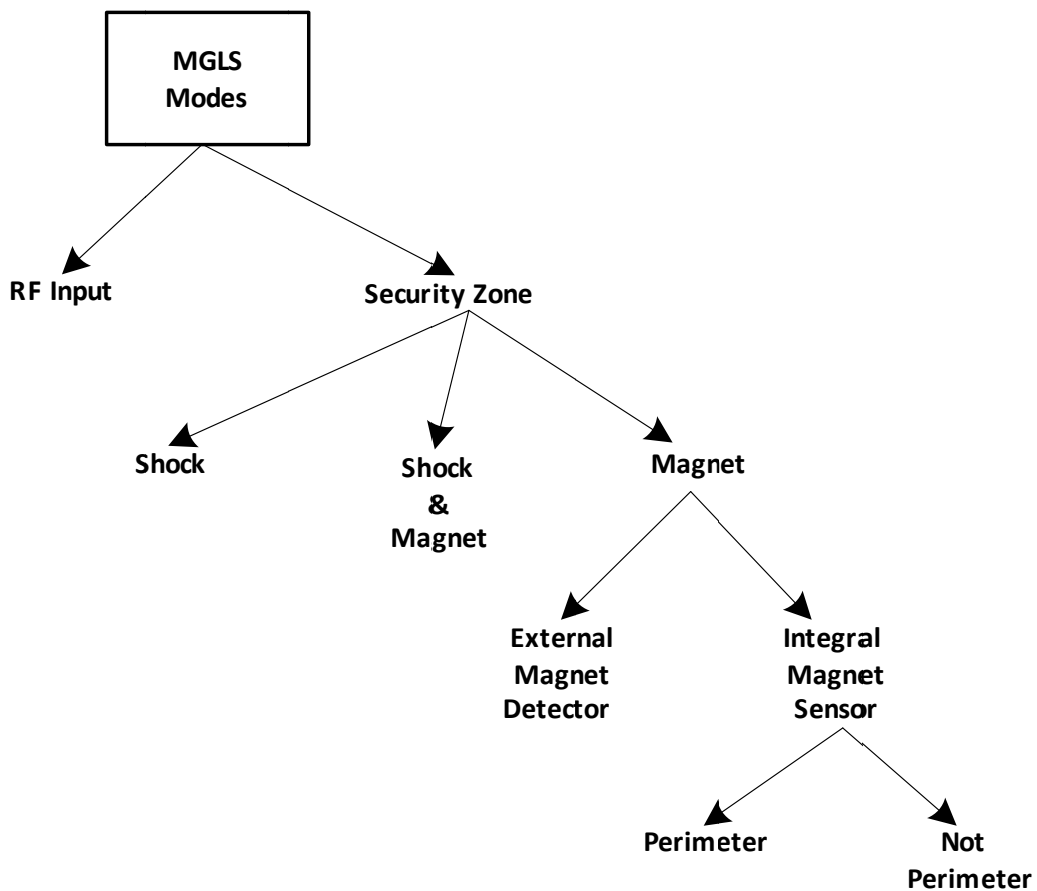 MGLS
Modes
RF Input
Security Zone
Shock
Shock
&
Magnet
Magnet
External
Magnet
Detector
Integral
Magnet
Sensor
Perimeter
Not
Perimeter